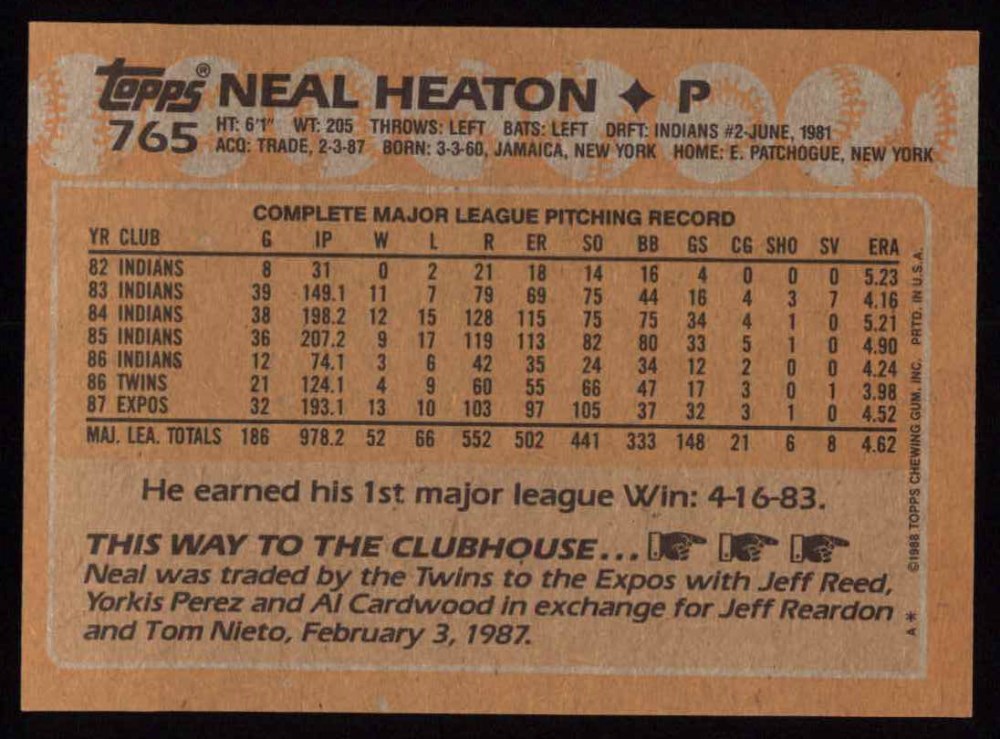 topps® NEAL HEATON ✦ P
765 HT: 6'1" WT: 205 THROWS: LEFT BATS: LEFT DRFT: INDIANS #2-JUNE, 1981
ACQ: TRADE, 2-3-87 BORN: 3-3-60, JAMAICA, NEW YORK HOME: E. PATCHOGUE, NEW YORK
COMPLETE MAJOR LEAGUE PITCHING RECORD
YR CLUB G IP W L R ER SO BB GS CG SHO SV ERA
82 INDIANS 8 31 0 2 21 18 14 16 4 0 0 0 5.23
83 INDIANS 39 149.1 11 7 79 69 75 44 16 4 3 7 4.16
84 INDIANS 38 198.2 12 15 128 115 75 75 34 4 1 0 5.21
85 INDIANS 36 207.2 9 17 119 113 82 80 33 5 1 0 4.90
86 INDIANS 12 74.1 3 6 42 35 24 34 12 2 0 0 4.24
86 TWINS 21 124.1 4 9 60 55 66 47 17 3 0 1 3.98
87 EXPOS 32 193.1 13 10 103 97 105 37 32 3 1 0 4.52
MAJ. LEA. TOTALS 186 978.2 52 66 552 502 441 333 148 21 6 8 4.62
He earned his 1st major league Win: 4-16-83.
THIS WAY TO THE CLUBHOUSE...
Neal was traded by the Twins to the Expos with Jeff Reed,
Yorkis Perez and Al Cardwood in exchange for Jeff Reardon
and Tom Nieto, February 3, 1987.
©1988 TOPPS CHEWING GUM, INC. PRTD. IN U.S.A.
A*